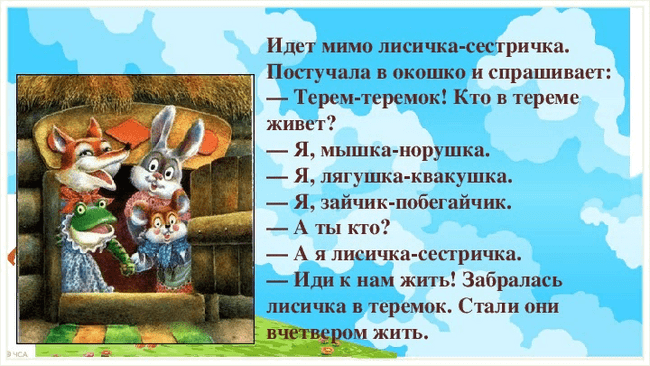 Идет мимо лисичка-сестричка.
Постучала в окошко и спрашивает:
— Терем-теремок! Кто в тереме
живет?
— Я, мышка-норушка.
— Я, лягушка-квакушка.
— Я, зайчик-побегайчик.
— А ты кто?
— А я лисичка-сестричка.
— Иди к нам жить! Забралась
лисичка в теремок. Стали они
вчетвером жить.